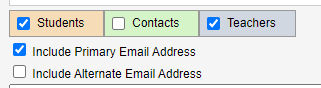 Students Contacts Teachers
Include Primary Email Address
Include Alternate Email Address